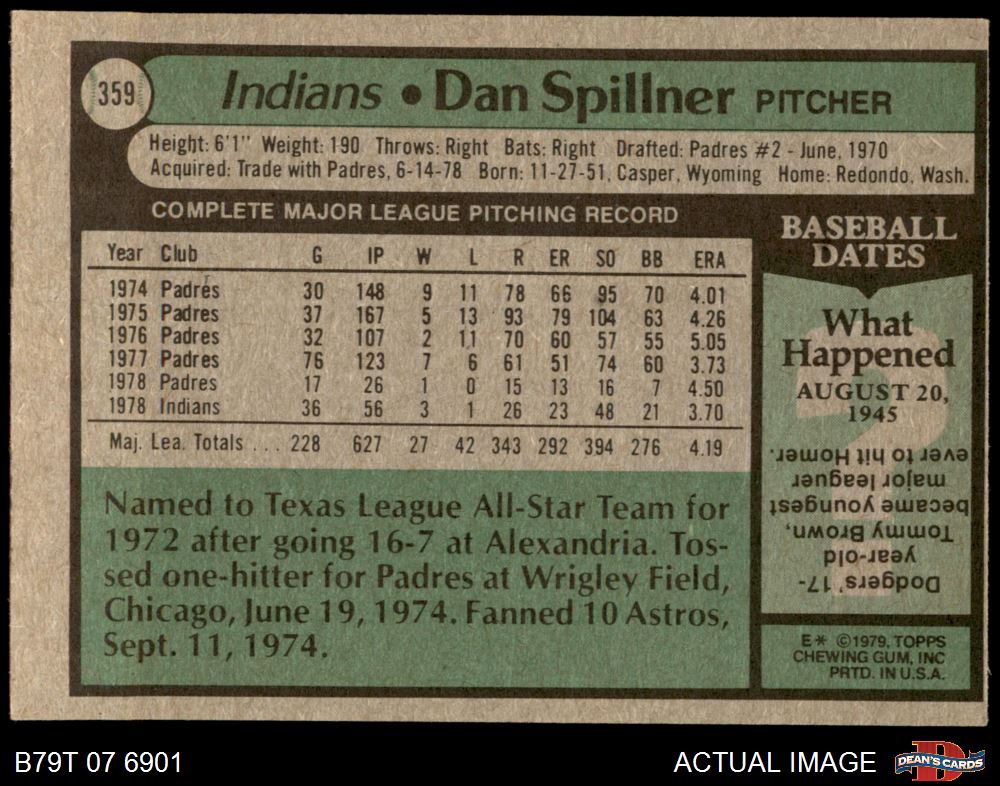 359
Indians • Dan Spillner PITCHER
Height: 6'1" Weight: 190 Throws: Right Bats: Right Drafted: Padres #2 - June, 1970
Acquired: Trade with Padres, 6-14-78 Born: 11-27-51, Casper, Wyoming Home: Redondo, Wash.
COMPLETE MAJOR LEAGUE PITCHING RECORD
Year Club G IP W L R ER SO BB ERA
1974 Padres 30 148 9 11 78 66 95 70 4.01
1975 Padres 37 167 5 13 93 79 104 63 4.26
1976 Padres 32 107 2 11 70 60 57 55 5.05
1977 Padres 76 123 7 6 61 51 74 60 3.73
1978 Padres 17 26 1 0 15 13 16 7 4.50
1978 Indians 36 56 3 1 26 23 48 21 3.70
Maj. Lea. Totals . . . 228 627 27 42 343 292 394 276 4.19
Named to Texas League All-Star Team for
1972 after going 16-7 at Alexandria. Tos-
sed one-hitter for Padres at Wrigley Field,
Chicago, June 19, 1974. Fanned 10 Astros,
Sept. 11, 1974.
BASEBALL
DATES
What
Happened
AUGUST 20,
1945
Dodgers' 17-
year-old
Tommy Brown,
became youngest
major leaguer
ever to hit Homer.
E* ©1979, TOPPS
CHEWING GUM, INC
PRTD. IN U.S.A.
B79T 07 6901
ACTUAL IMAGE
DEAN'S CARDS